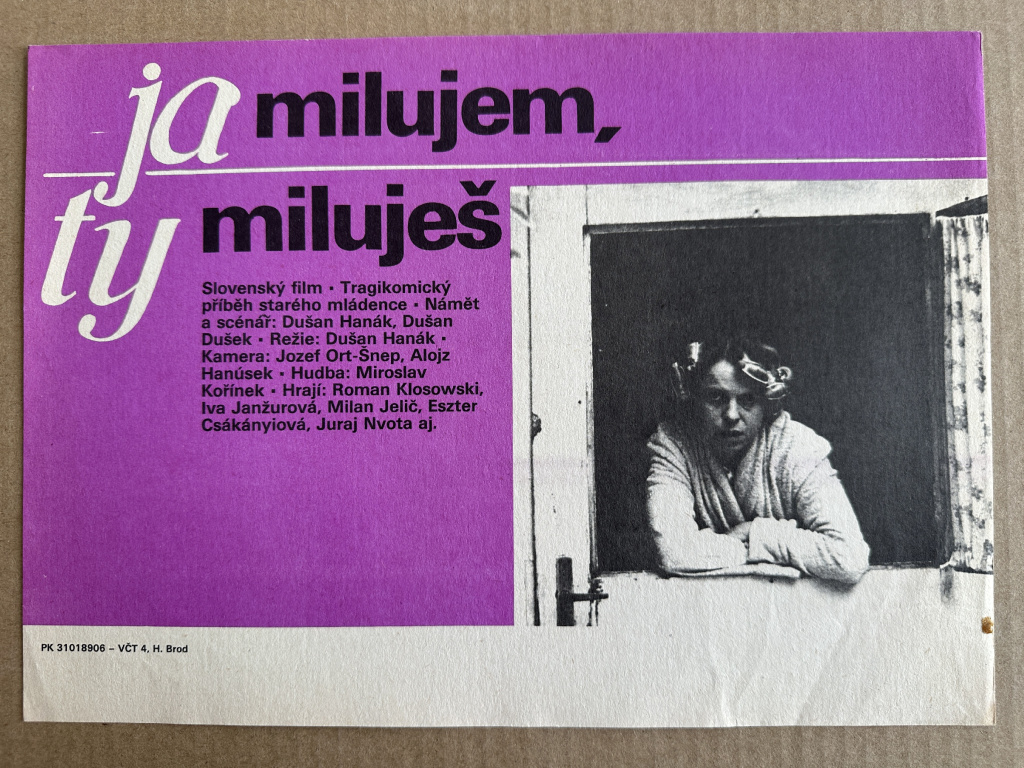 ja milujem,
ty miluješ
Slovenský film · Tragikomický
příběh starého mládence · Námět
a scénář: Dušan Hanák, Dušan
Dušek · Režie: Dušan Hanák ·
Kamera: Jozef Ort-Šnep, Alojz
Hanúsek · Hudba: Miroslav
Kořínek · Hrají: Roman Klosowski,
Iva Janžurová, Milan Jelič, Eszter
Csákányiová, Juraj Nvota aj.
PK 31018906 – VČT 4, H. Brod